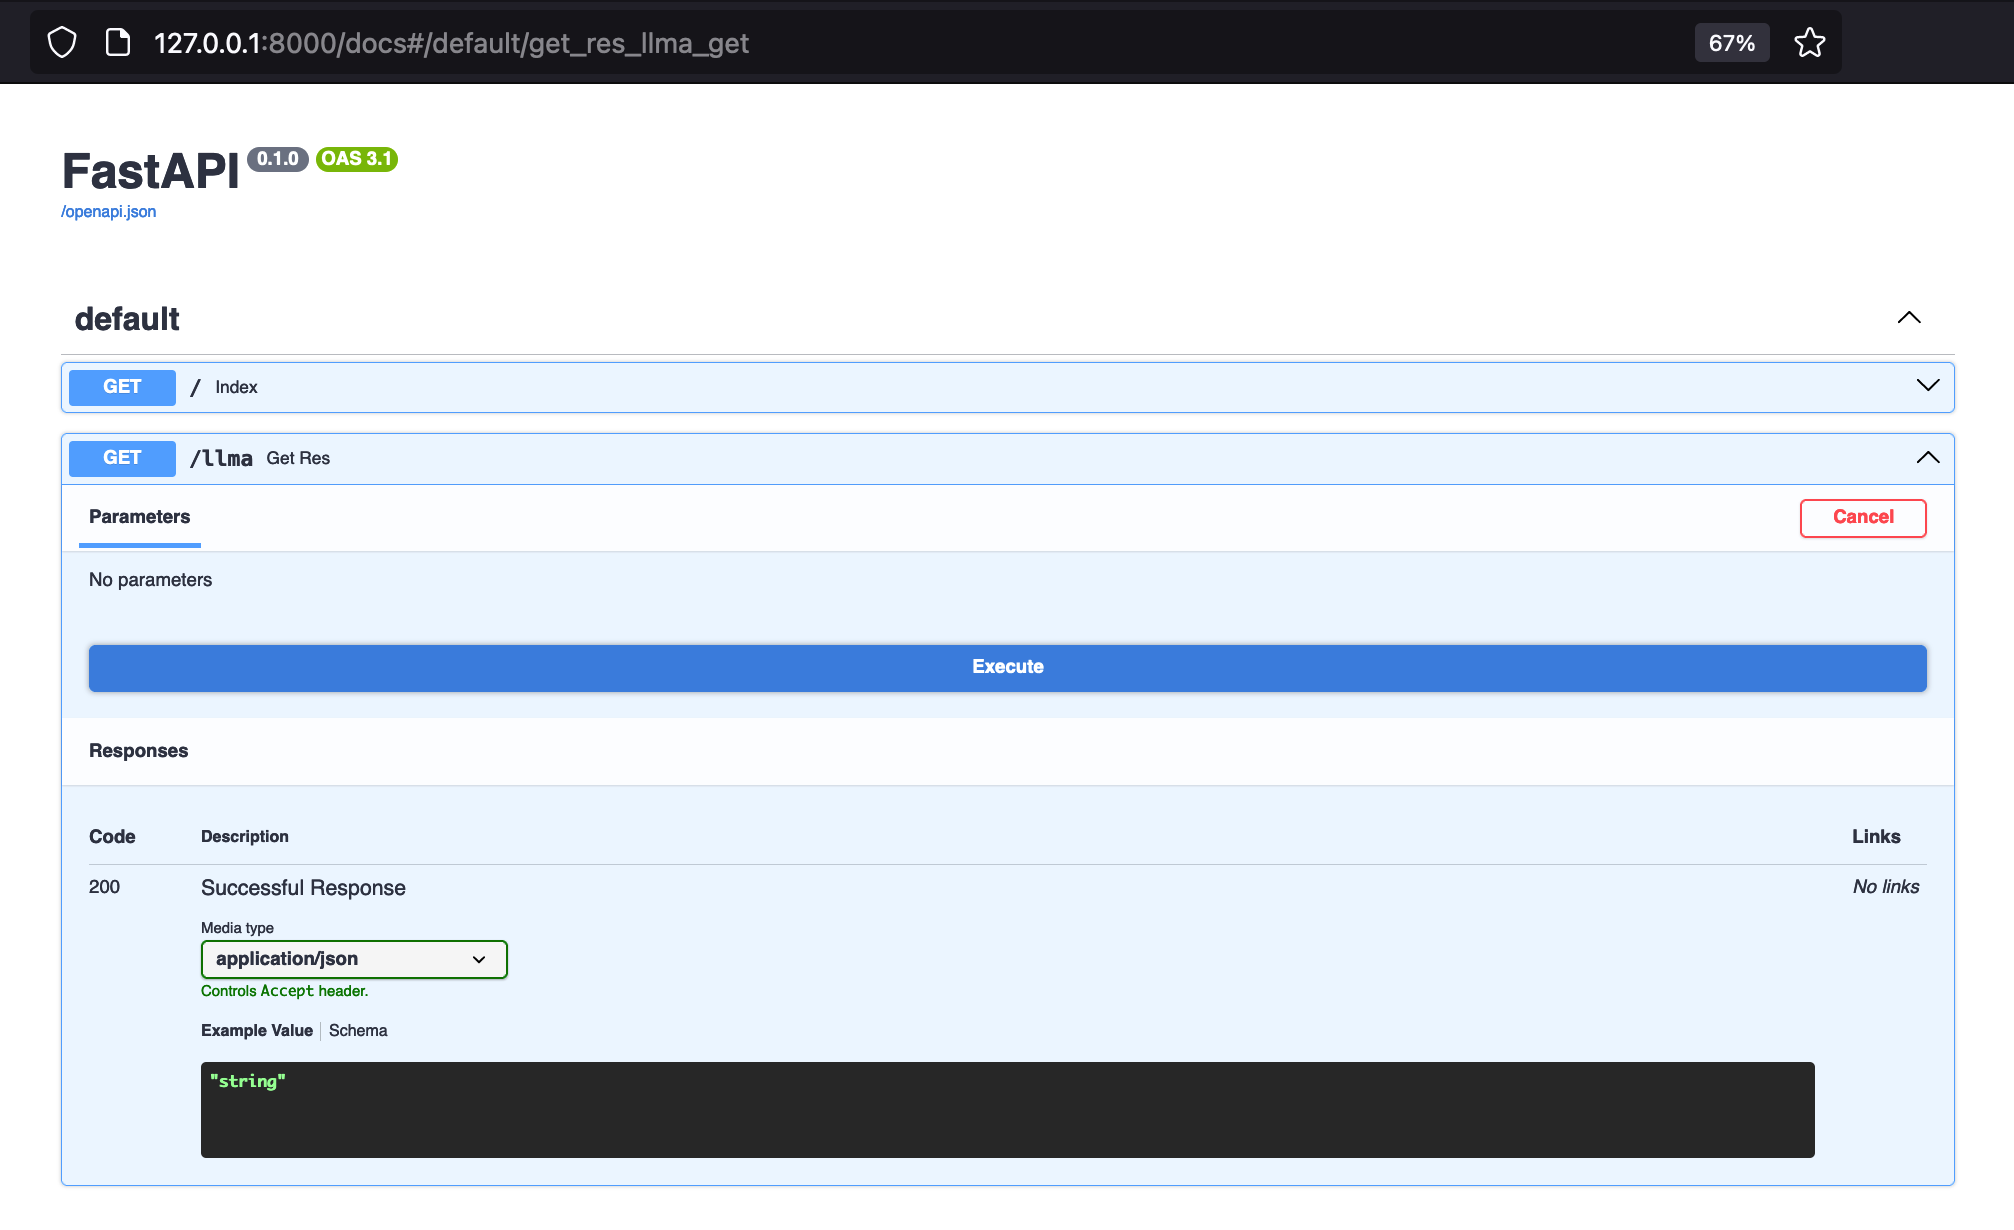 127.0.0.1:8000/docs#/default/get_res_llma_get 67%
FastAPI 0.1.0 OAS 3.1
/openapi.json
default
GET / Index
GET /llma Get Res
Parameters Cancel
No parameters
Execute
Responses
Code Description Links
200 Successful Response No links
Media type
application/json
Controls Accept header.
Example Value Schema
"string"